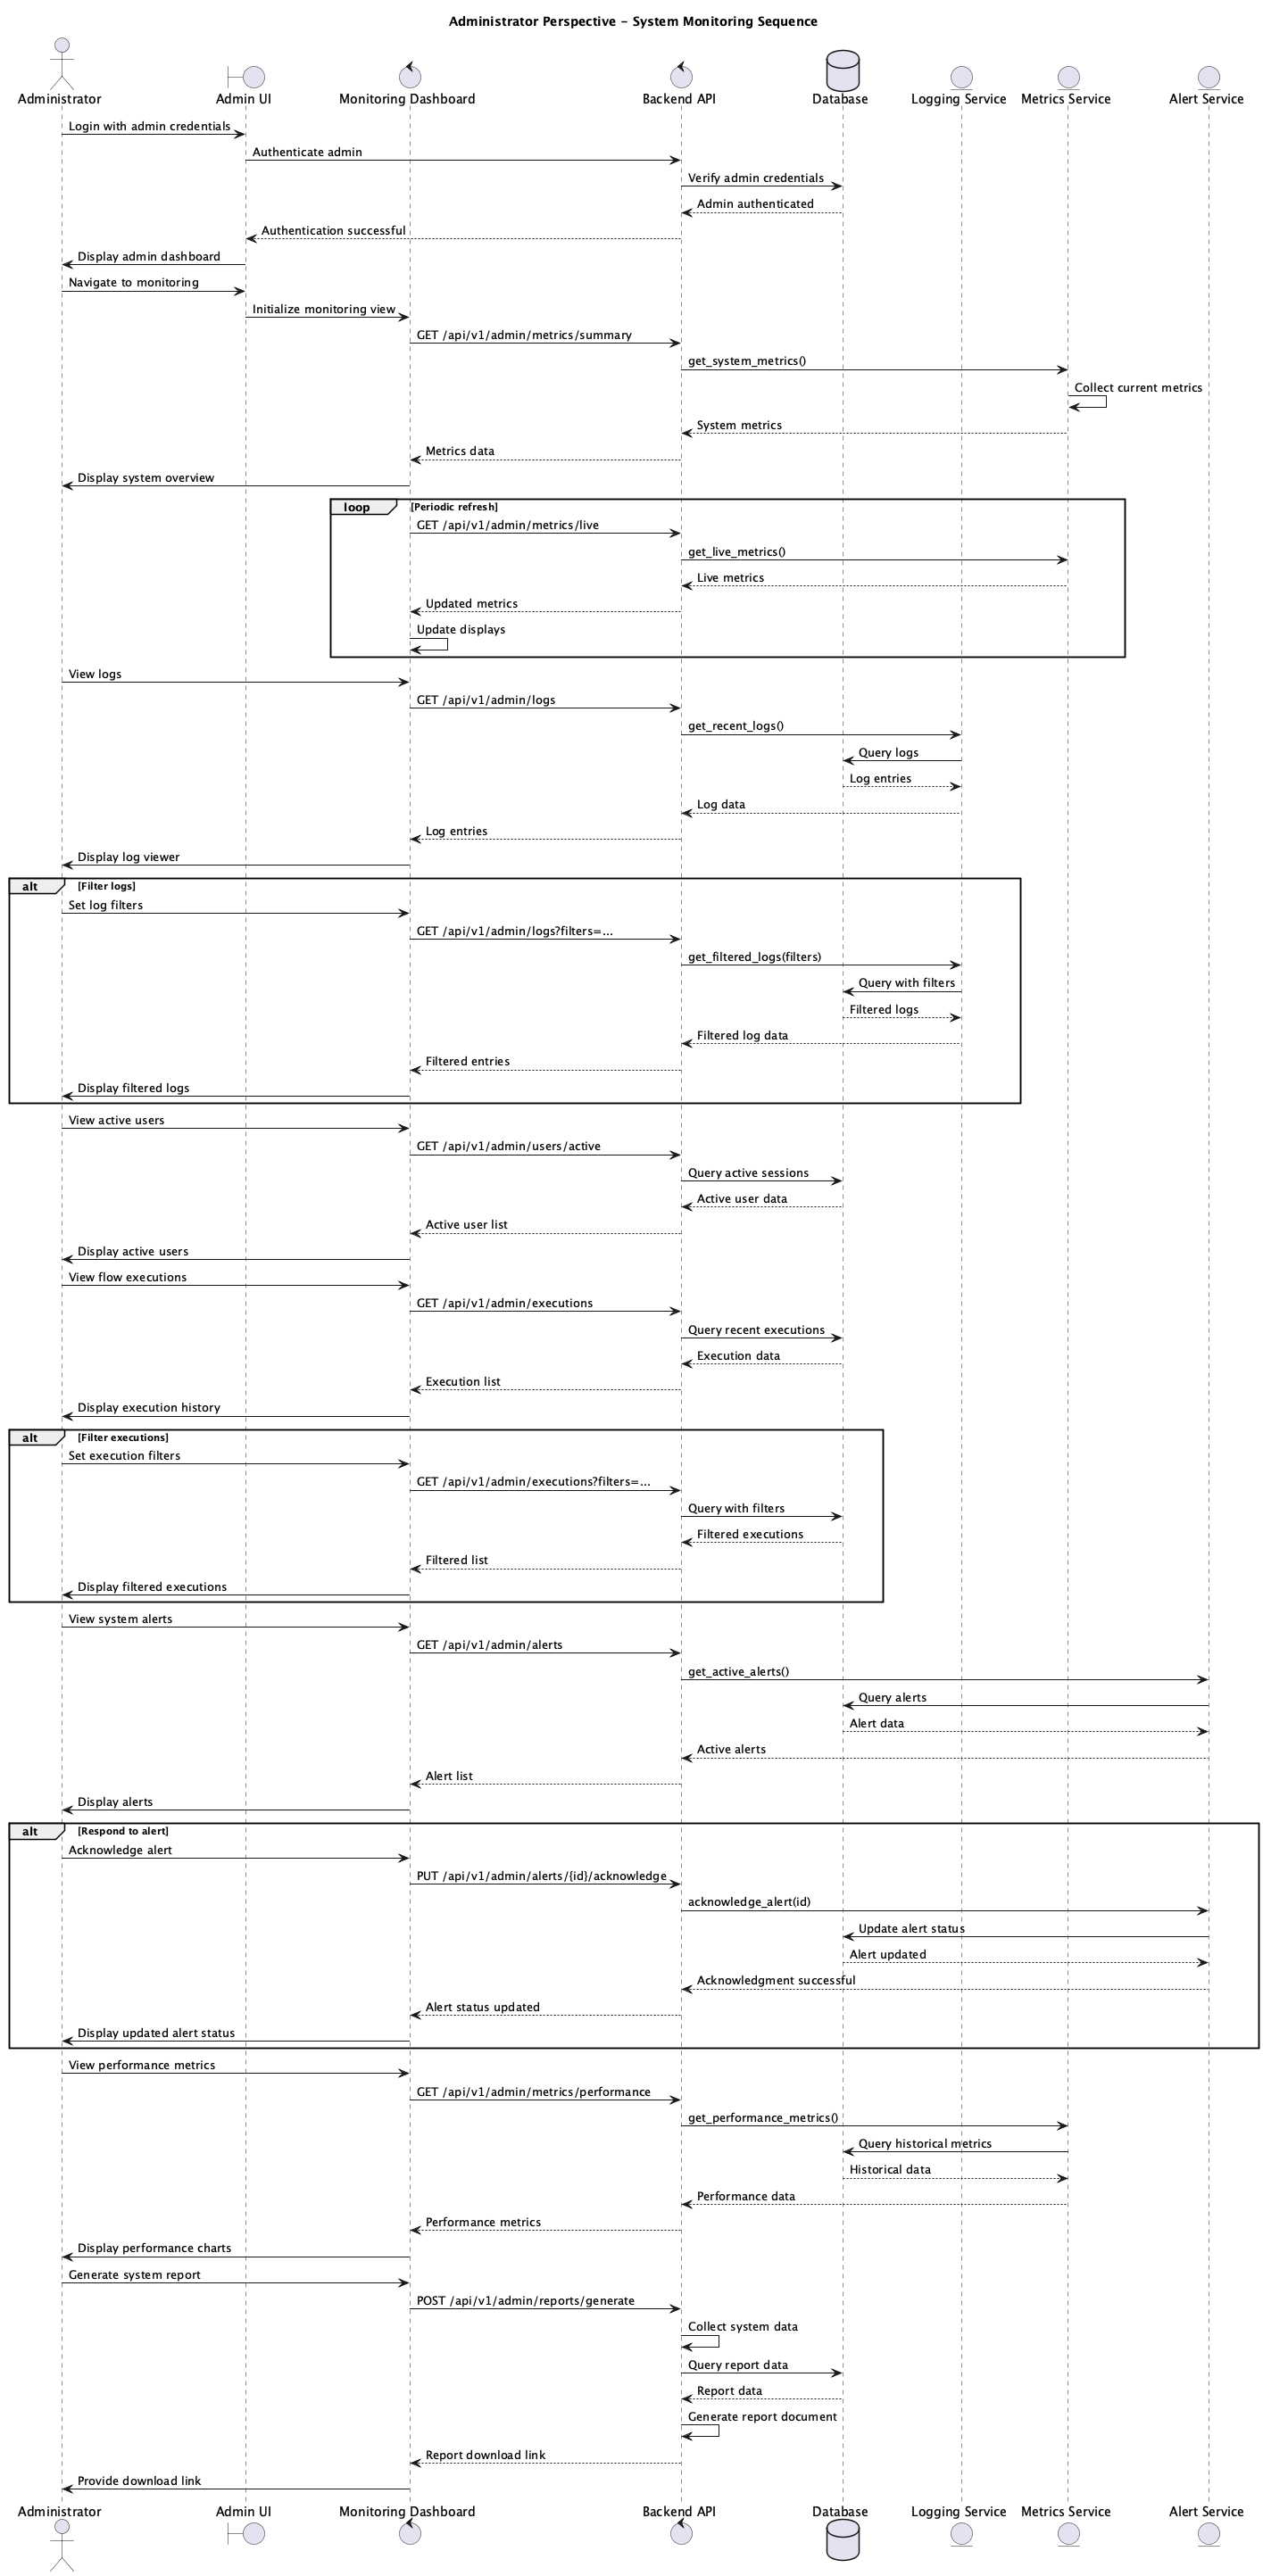 Administrator Perspective - System Monitoring Sequence
Administrator
Admin UI
Monitoring Dashboard
Backend API
Database
Logging Service
Metrics Service
Alert Service
Login with admin credentials
Authenticate admin
Verify admin credentials
Admin authenticated
Authentication successful
Display admin dashboard
Navigate to monitoring
Initialize monitoring view
GET /api/v1/admin/metrics/summary
get_system_metrics()
Collect current metrics
System metrics
Metrics data
Display system overview
loop
[Periodic refresh]
GET /api/v1/admin/metrics/live
get_live_metrics()
Live metrics
Updated metrics
Update displays
View logs
GET /api/v1/admin/logs
get_recent_logs()
Query logs
Log entries
Log data
Log entries
Display log viewer
alt
[Filter logs]
Set log filters
GET /api/v1/admin/logs?filters=...
get_filtered_logs(filters)
Query with filters
Filtered logs
Filtered log data
Filtered entries
Display filtered logs
View active users
GET /api/v1/admin/users/active
Query active sessions
Active user data
Active user list
Display active users
View flow executions
GET /api/v1/admin/executions
Query recent executions
Execution data
Execution list
Display execution history
alt
[Filter executions]
Set execution filters
GET /api/v1/admin/executions?filters=...
Query with filters
Filtered executions
Filtered list
Display filtered executions
View system alerts
GET /api/v1/admin/alerts
get_active_alerts()
Query alerts
Alert data
Active alerts
Alert list
Display alerts
alt
[Respond to alert]
Acknowledge alert
PUT /api/v1/admin/alerts/{id}/acknowledge
acknowledge_alert(id)
Update alert status
Alert updated
Acknowledgment successful
Alert status updated
Display updated alert status
View performance metrics
GET /api/v1/admin/metrics/performance
get_performance_metrics()
Query historical metrics
Historical data
Performance data
Performance metrics
Display performance charts
Generate system report
POST /api/v1/admin/reports/generate
Collect system data
Query report data
Report data
Generate report document
Report download link
Provide download link
Administrator
Admin UI
Monitoring Dashboard
Backend API
Database
Logging Service
Metrics Service
Alert Service